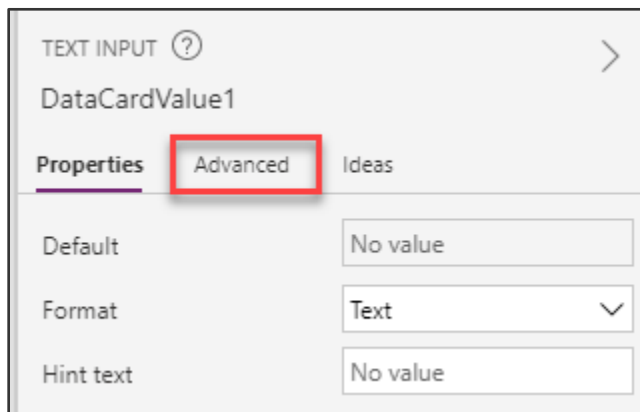 TEXT INPUT ?
DataCardValue1
Properties Advanced Ideas
Default No value
Format Text
Hint text No value